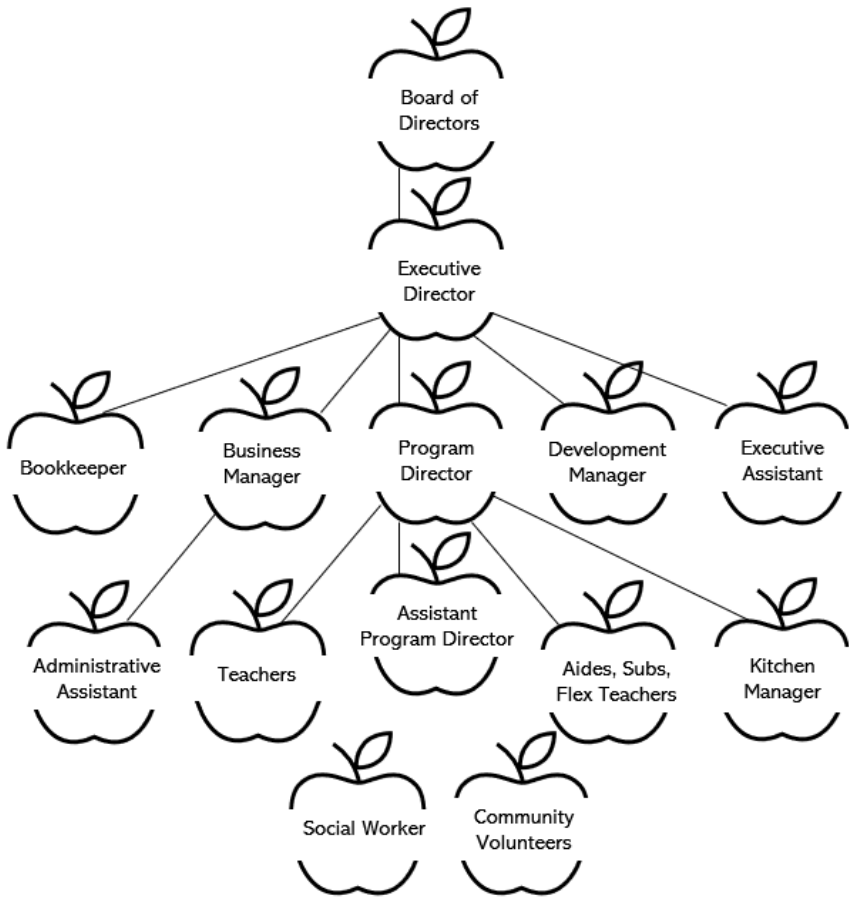 Board of
Directors
Executive
Director
Bookkeeper
Business
Manager
Program
Director
Development
Manager
Executive
Assistant
Administrative
Assistant
Teachers
Assistant
Program Director
Aides, Subs,
Flex Teachers
Kitchen
Manager
Social Worker
Community
Volunteers